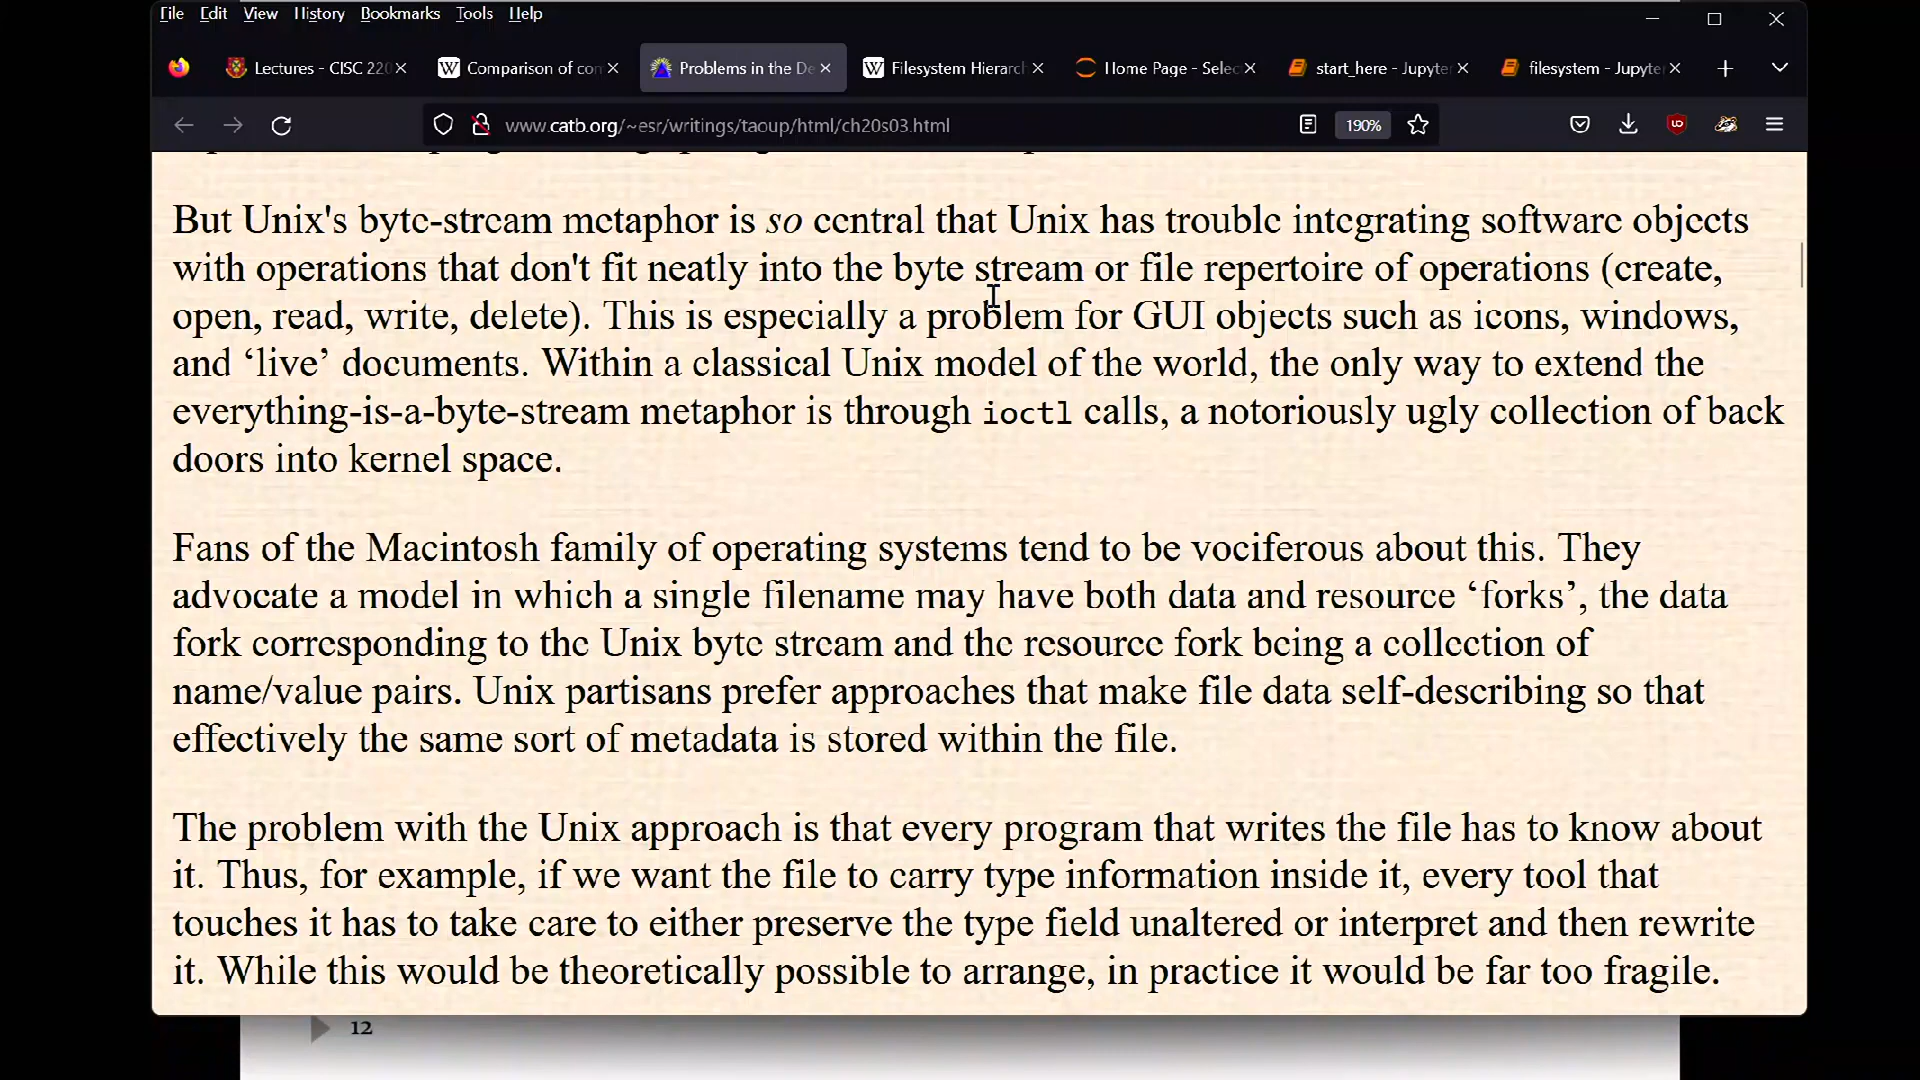 File Edit View History Bookmarks Tools Help
Lectures - CISC 220 Comparison of con Problems in the De Filesystem Hierarch Home Page - Selec start_here - Jupyter filesystem - Jupyter
www.catb.org/~esr/writings/taoup/html/ch20s03.html 190%
But Unix's byte-stream metaphor is so central that Unix has trouble integrating software objects
with operations that don't fit neatly into the byte stream or file repertoire of operations (create,
open, read, write, delete). This is especially a problem for GUI objects such as icons, windows,
and ‘live’ documents. Within a classical Unix model of the world, the only way to extend the
everything-is-a-byte-stream metaphor is through ioctl calls, a notoriously ugly collection of back
doors into kernel space.
Fans of the Macintosh family of operating systems tend to be vociferous about this. They
advocate a model in which a single filename may have both data and resource ‘forks’, the data
fork corresponding to the Unix byte stream and the resource fork being a collection of
name/value pairs. Unix partisans prefer approaches that make file data self-describing so that
effectively the same sort of metadata is stored within the file.
The problem with the Unix approach is that every program that writes the file has to know about
it. Thus, for example, if we want the file to carry type information inside it, every tool that
touches it has to take care to either preserve the type field unaltered or interpret and then rewrite
it. While this would be theoretically possible to arrange, in practice it would be far too fragile.
12